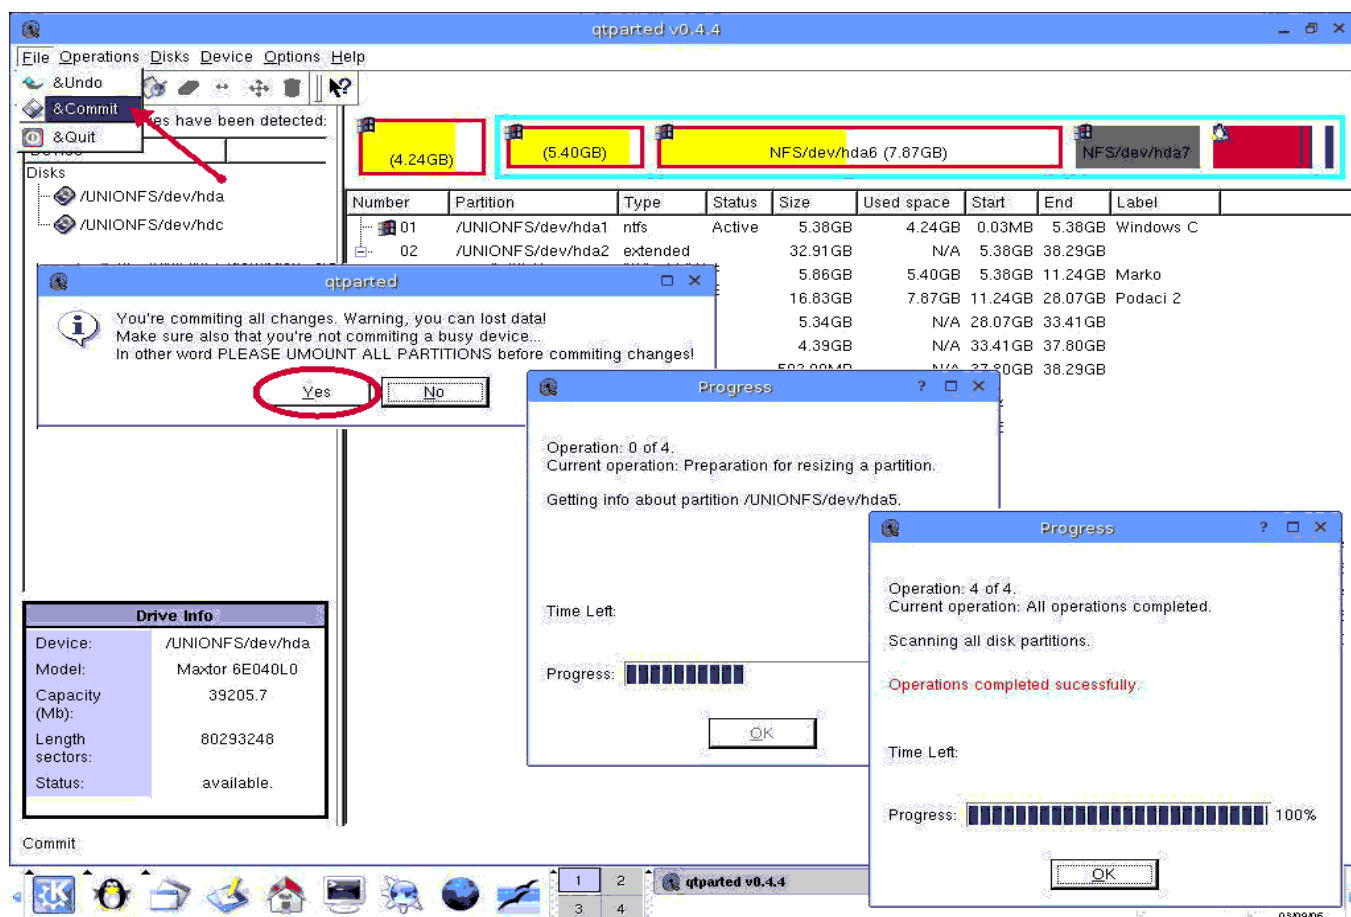 qtparted v0.4.4
File Operations Disks Device Options Help
&Undo
&Commit
&Quit
es have been detected:
Disks
/UNIONFS/dev/hda
/UNIONFS/dev/hdc
(4.24GB)
(5.40GB)
NFS/dev/hda6 (7.87GB)
NFS/dev/hda7
Number Partition Type Status Size Used space Start End Label
01 /UNIONFS/dev/hda1 ntfs Active 5.38GB 4.24GB 0.03MB 5.38GB Windows C
02 /UNIONFS/dev/hda2 extended 32.91GB N/A 5.38GB 38.29GB
5.86GB 5.40GB 5.38GB 11.24GB Marko
16.83GB 7.87GB 11.24GB 28.07GB Podaci 2
5.34GB N/A 28.07GB 33.41GB
4.39GB N/A 33.41GB 37.80GB
N/A 37.80GB 38.29GB
qtparted
You're commiting all changes. Warning, you can lost data!
Make sure also that you're not commiting a busy device...
In other word PLEASE UMOUNT ALL PARTITIONS before commiting changes!
Yes No
Progress
Operation: 0 of 4.
Current operation: Preparation for resizing a partition.
Getting info about partition /UNIONFS/dev/hda5.
Time Left:
Progress:
OK
Progress
Operation: 4 of 4.
Current operation: All operations completed.
Scanning all disk partitions.
Operations completed sucessfully.
Time Left:
Progress: 100%
OK
Drive Info
Device: /UNIONFS/dev/hda
Model: Maxtor 6E040L0
Capacity (Mb): 39205.7
Length sectors: 80293248
Status: available.
Commit
1 2
3 4
qtparted v0.4.4